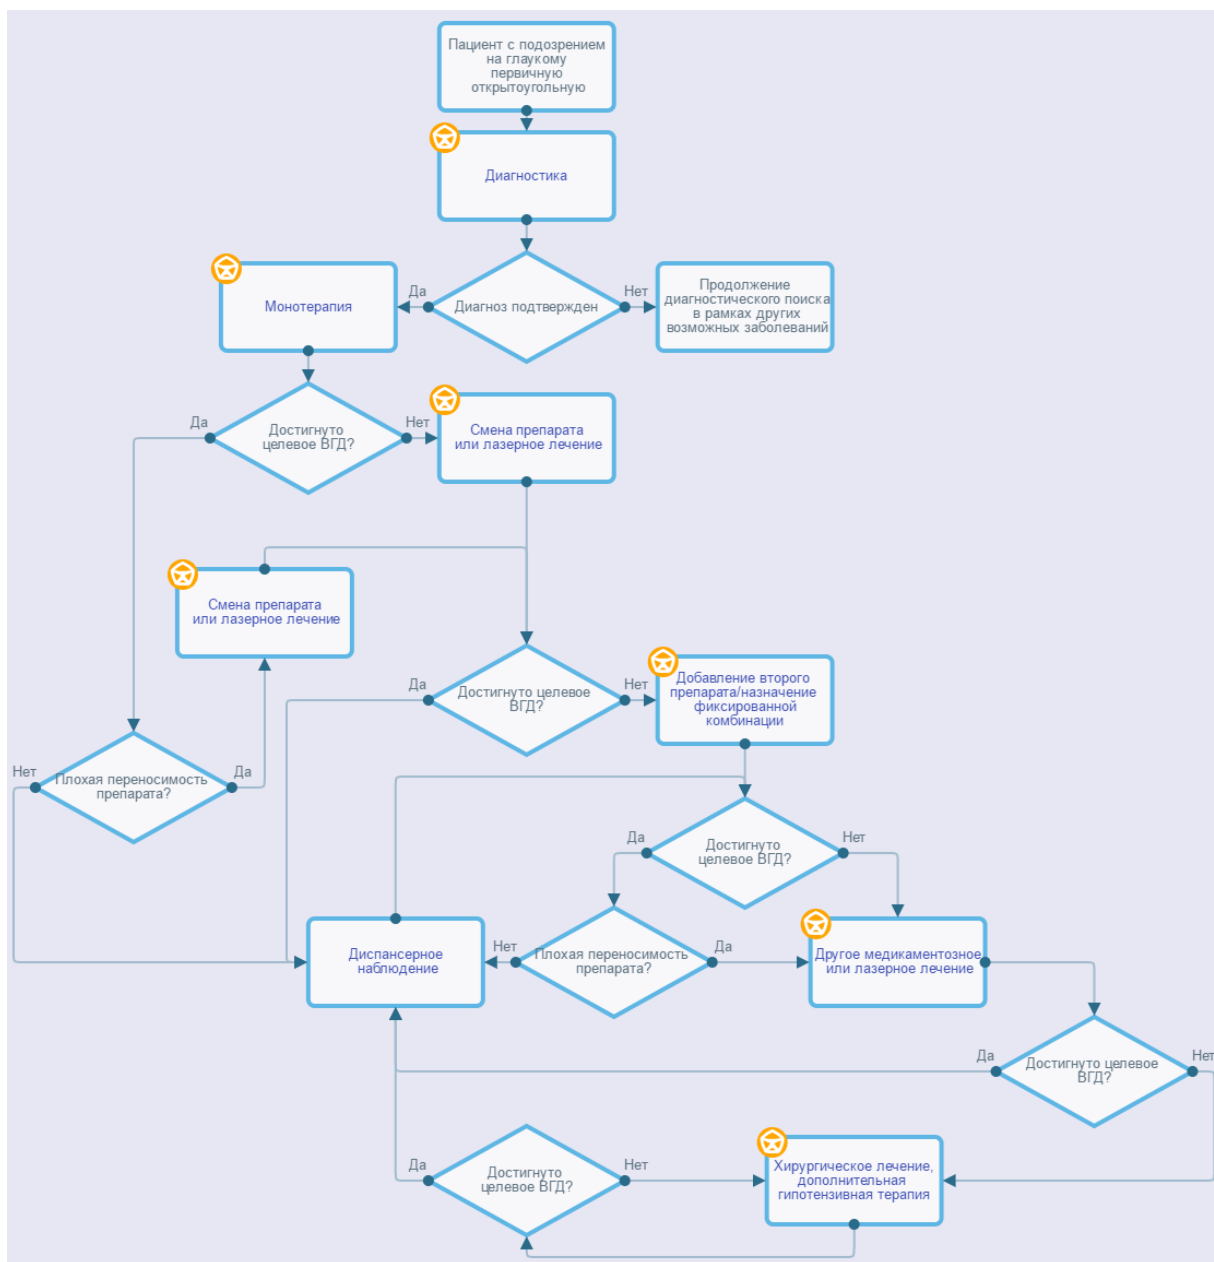 Пациент с подозрением
на глаукому
первичную
открытоугольную
Диагностика
Монотерапия
Да
Диагноз подтвержден
Нет
Продолжение
диагностического поиска
в рамках других
возможных заболеваний
Да
Достигнуто
целевое ВГД?
Нет
Смена препарата
или лазерное лечение
Смена препарата
или лазерное лечение
Да
Достигнуто целевое
ВГД?
Нет
Добавление второго
препарата/назначение
фиксированной
комбинации
Нет
Плохая переносимость
препарата?
Да
Да
Достигнуто
целевое ВГД?
Нет
Диспансерное
наблюдение
Нет
Плохая переносимость
препарата?
Да
Другое медикаментозное
или лазерное лечение
Да
Достигнуто целевое
ВГД?
Нет
Да
Достигнуто
целевое ВГД?
Нет
Хирургическое лечение,
дополнительная
гипотензивная терапия